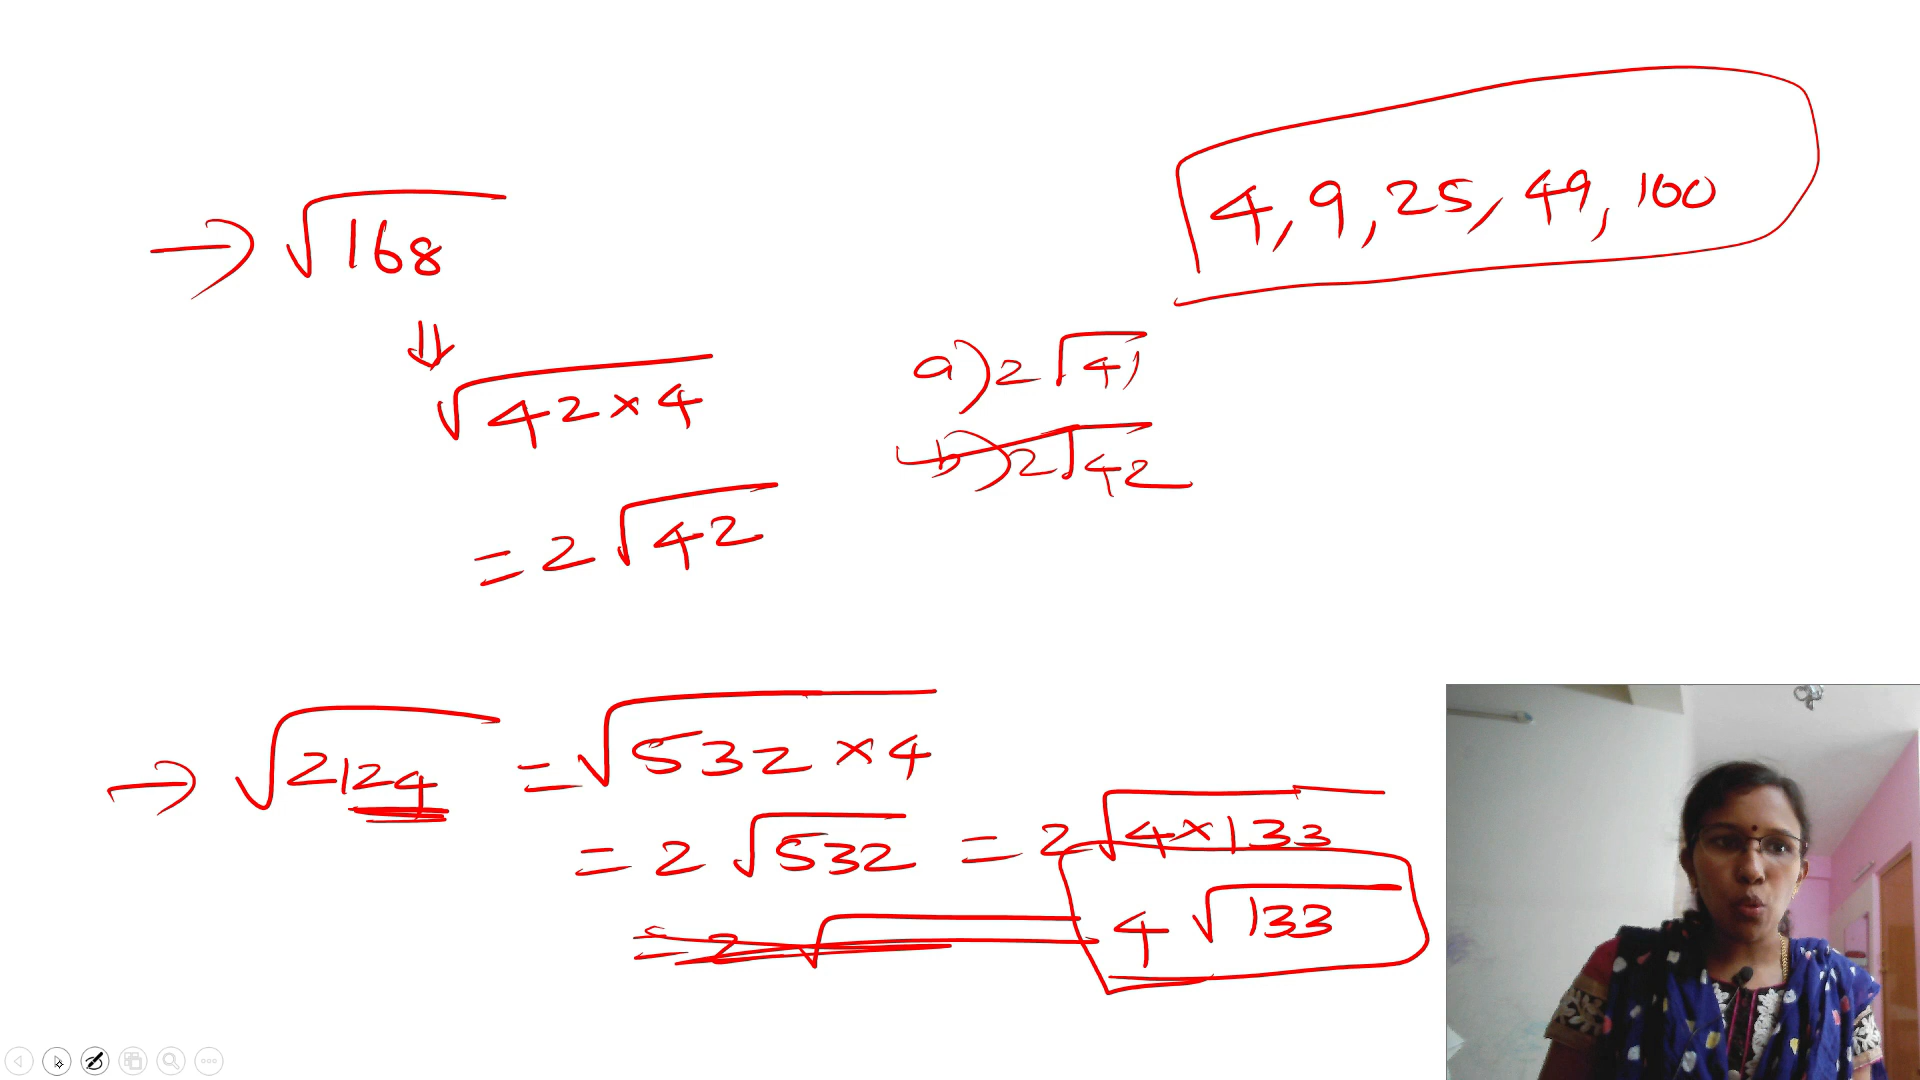 4, 9, 25, 49, 100
→ √168
⇓
√42×4
= 2√42
a) 2√41
b) 2√42
→ √2124 = √532×4
= 2√532 = 2√4×133
= 2√
4√133